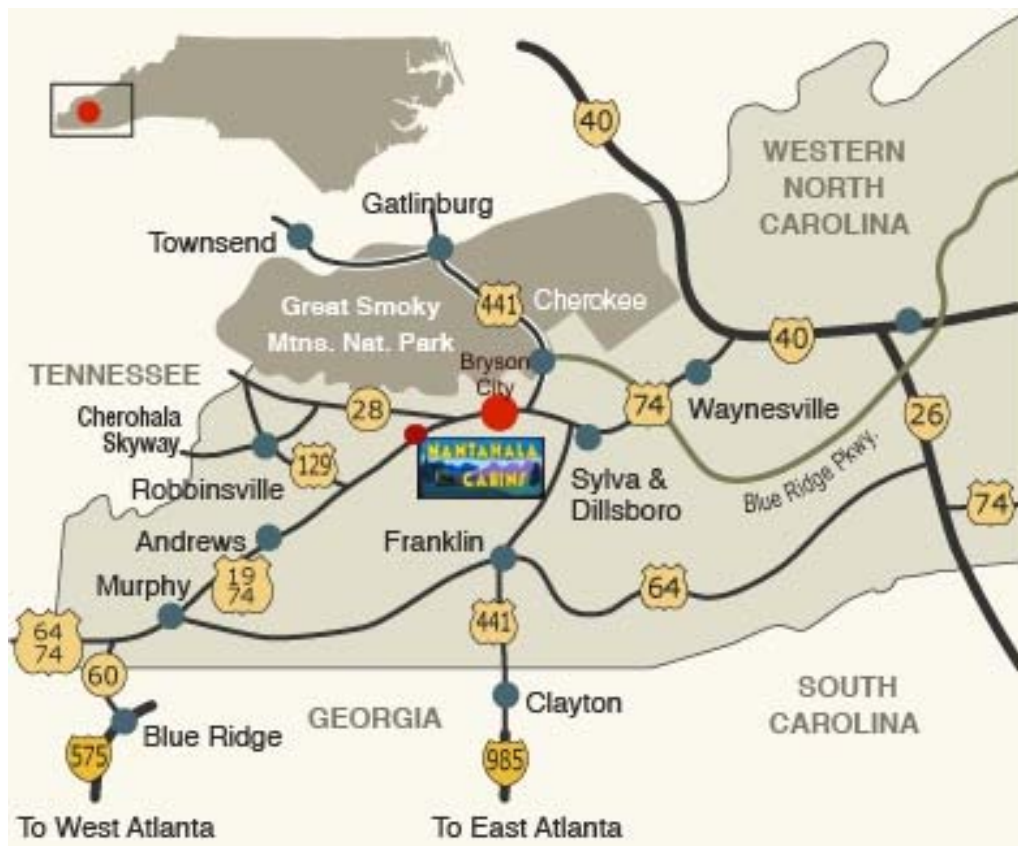 40
WESTERN
NORTH
CAROLINA
Gatlinburg
Townsend
441
Cherokee
Great Smoky
Mtns. Nat. Park
40
Bryson
City
TENNESSEE
28
74
Waynesville
26
Cherohala
Skyway
129
NANTAHALA
CABINS
Robbinsville
Sylva &
Dillsboro
Blue Ridge Pkwy.
74
Andrews
Franklin
19
74
64
Murphy
64
74
441
60
Clayton
SOUTH
CAROLINA
GEORGIA
Blue Ridge
575
985
To West Atlanta
To East Atlanta